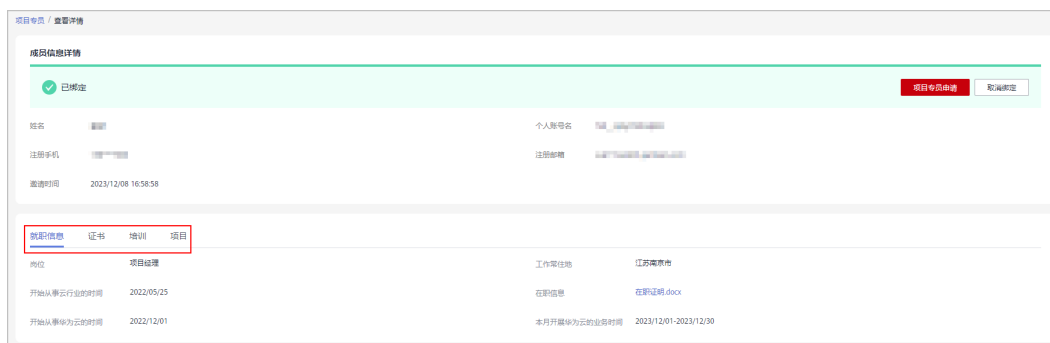 项目专员 / 查看详情
成员信息详情
已绑定 项目专员申请 取消绑定
姓名 个人账号名
注册手机 注册邮箱
邀请时间 2023/12/08 16:58:58
就职信息 证书 培训 项目
岗位 项目经理 工作常住地 江苏南京市
开始从事云行业的时间 2022/05/25 在职信息 在职证明.docx
开始从事华为云的时间 2022/12/01 本月开展华为云的业务时间 2023/12/01-2023/12/30